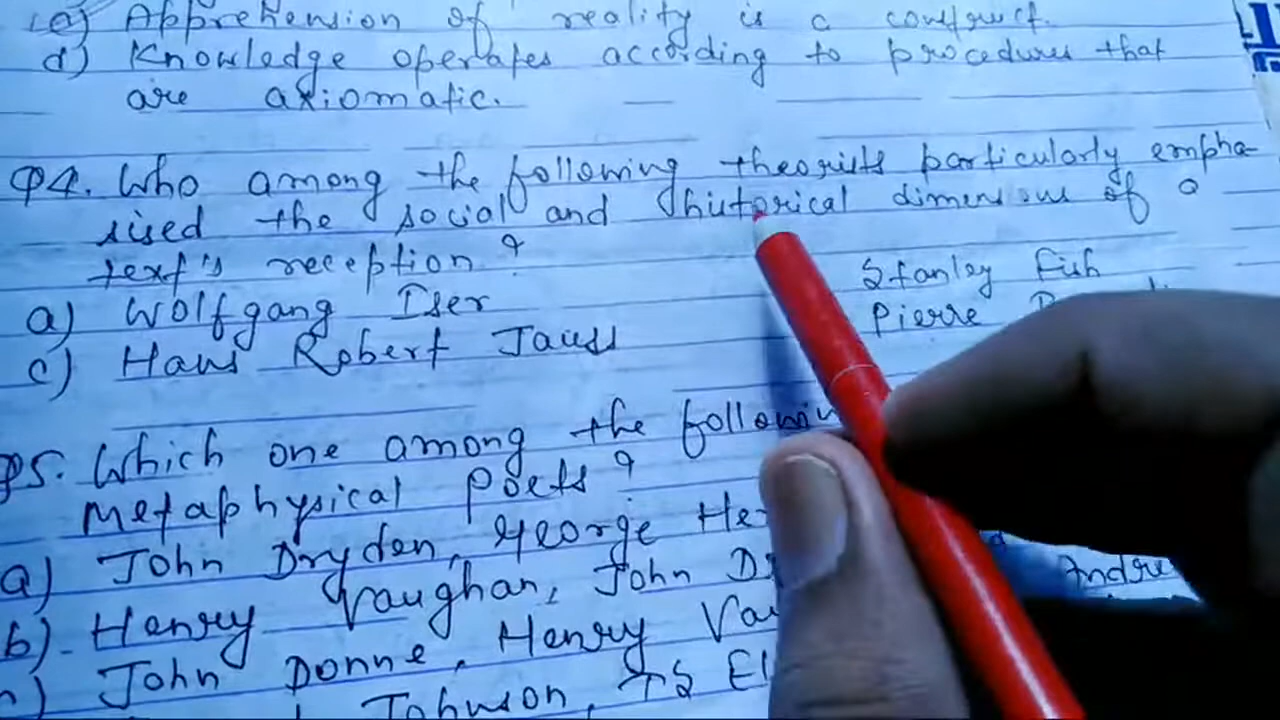 c) Apprehension of reality is a construct.
d) Knowledge operates according to procedures that
are axiomatic.
Q4. Who among the following theorists particularly empha-
sised the social and historical dimensions of a
text's reception?
a) Wolfgang Iser Stanley Fish
c) Hans Robert Jauss Pierre
Q5. Which one among the following
Metaphysical Poets?
a) John Dryden, George
b) Henry Vaughan, John
John Donne, Henry
Johnson, TS